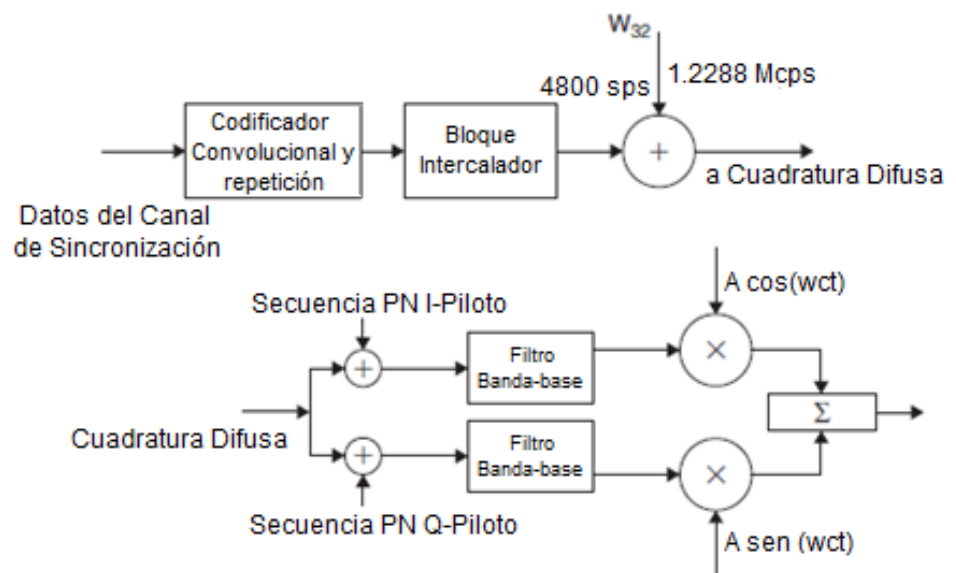 W32
1.2288 Mcps
4800 sps
Codificador
Convolucional y
repetición
Bloque
Intercalador
+
a Cuadratura Difusa
Datos del Canal
de Sincronización
A cos(wct)
Secuencia PN I-Piloto
+
Filtro
Banda-base
×
Σ
Cuadratura Difusa
+
Filtro
Banda-base
×
Secuencia PN Q-Piloto
A sen (wct)